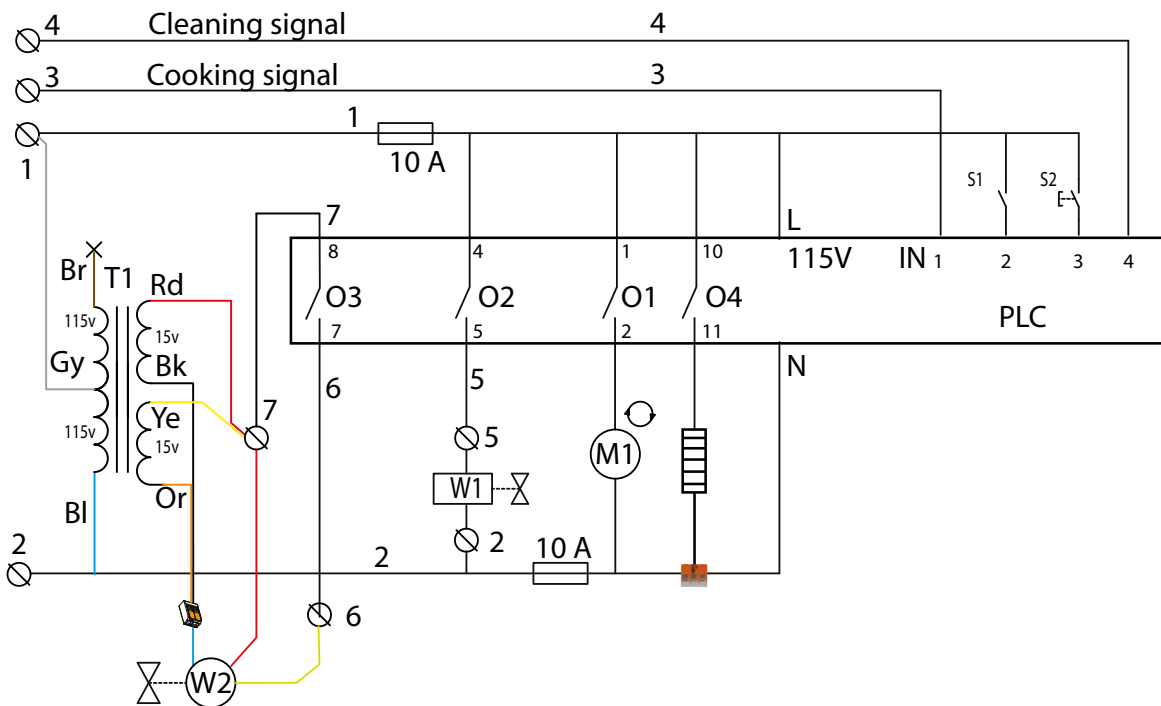 4 Cleaning signal 4
3 Cooking signal 3
1 1
10 A
S1 S2
7 L
8 4 1 10 115V IN 1 2 3 4
Br T1 Rd
O3 O2 O1 O4 PLC
115v 15v
7 5 2 11
Gy Bk N
6 5
Ye 7
115v 15v 5 M1
Or W1
Bl
2 2 10 A 2
6
W2